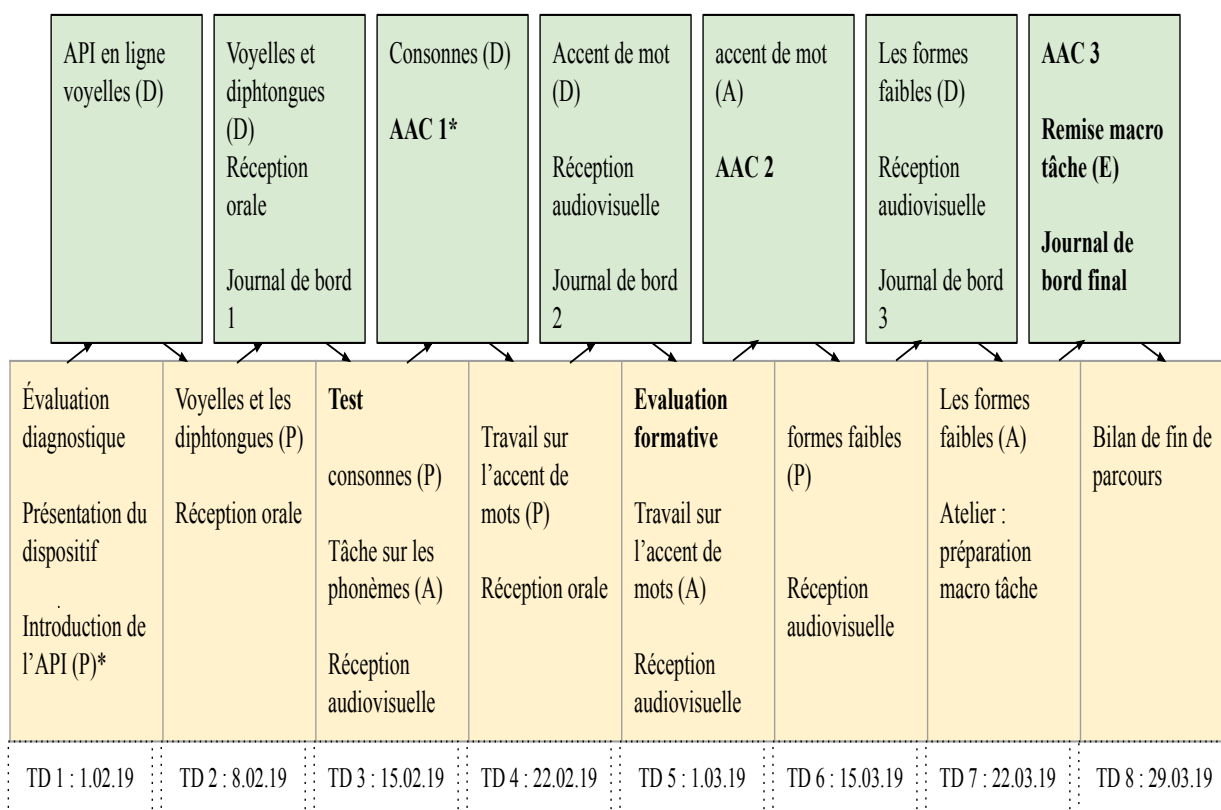 API en ligne
voyelles (D)
Voyelles et
diphtongues
(D)
Réception
orale
Journal de bord
1
Consonnes (D)
AAC 1*
Accent de mot
(D)
Réception
audiovisuelle
Journal de bord
2
accent de mot
(A)
AAC 2
Les formes
faibles (D)
Réception
audiovisuelle
Journal de bord
3
AAC 3
Remise macro
tâche (E)
Journal de
bord final
Évaluation
diagnostique
Présentation du
dispositif
Introduction de
l'API (P)*
Voyelles et les
diphtongues (P)
Réception orale
Test
consonnes (P)
Tâche sur les
phonèmes (A)
Réception
audiovisuelle
Travail sur
l'accent de
mots (P)
Réception orale
Evaluation
formative
Travail sur
l'accent de
mots (A)
Réception
audiovisuelle
formes faibles
(P)
Réception
audiovisuelle
Les formes
faibles (A)
Atelier :
préparation
macro tâche
Bilan de fin de
parcours
TD 1 : 1.02.19
TD 2 : 8.02.19
TD 3 : 15.02.19
TD 4 : 22.02.19
TD 5 : 1.03.19
TD 6 : 15.03.19
TD 7 : 22.03.19
TD 8 : 29.03.19